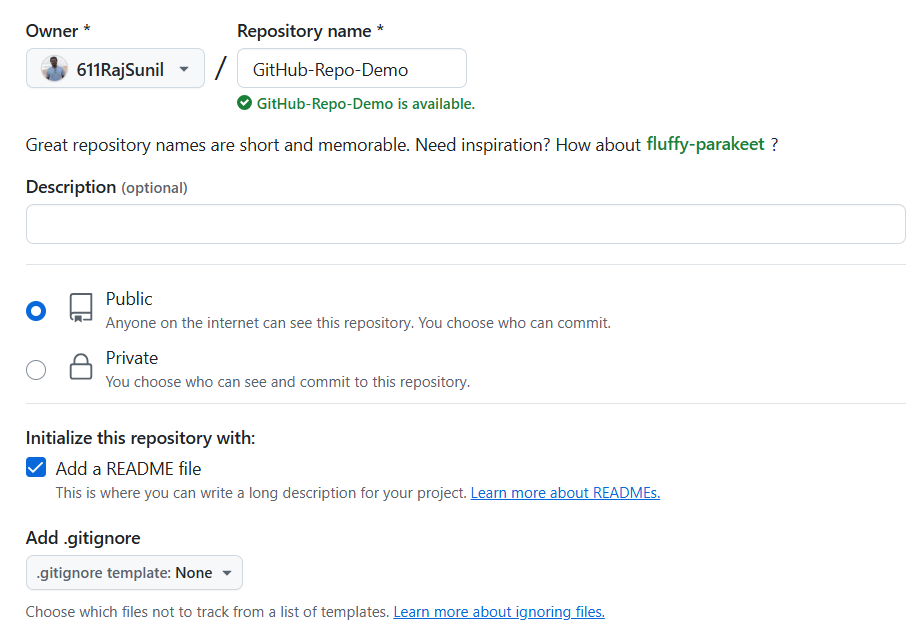 Owner *
Repository name *
611RajSunil / GitHub-Repo-Demo
GitHub-Repo-Demo is available.
Great repository names are short and memorable. Need inspiration? How about fluffy-parakeet ?
Description (optional)
Public
Anyone on the internet can see this repository. You choose who can commit.
Private
You choose who can see and commit to this repository.
Initialize this repository with:
Add a README file
This is where you can write a long description for your project. Learn more about READMEs.
Add .gitignore
.gitignore template: None
Choose which files not to track from a list of templates. Learn more about ignoring files.